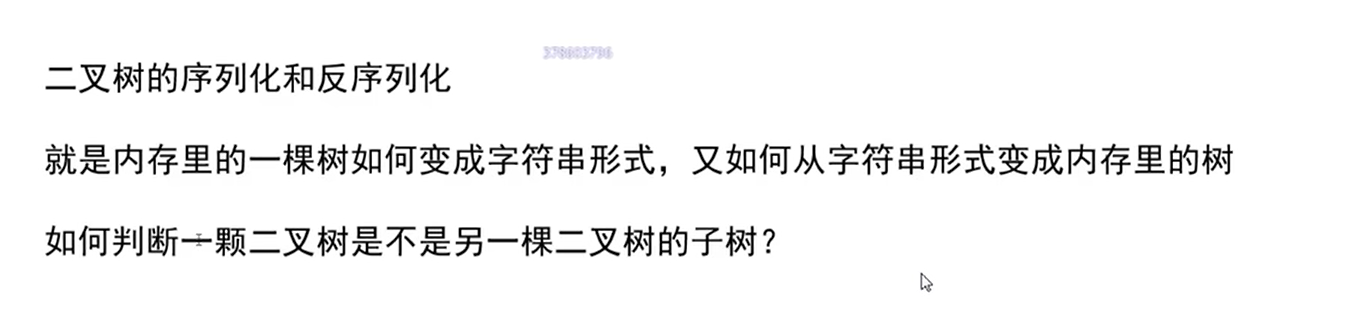 二叉树的序列化和反序列化
就是内存里的一棵树如何变成字符串形式，又如何从字符串形式变成内存里的树
如何判断一颗二叉树是不是另一棵二叉树的子树？